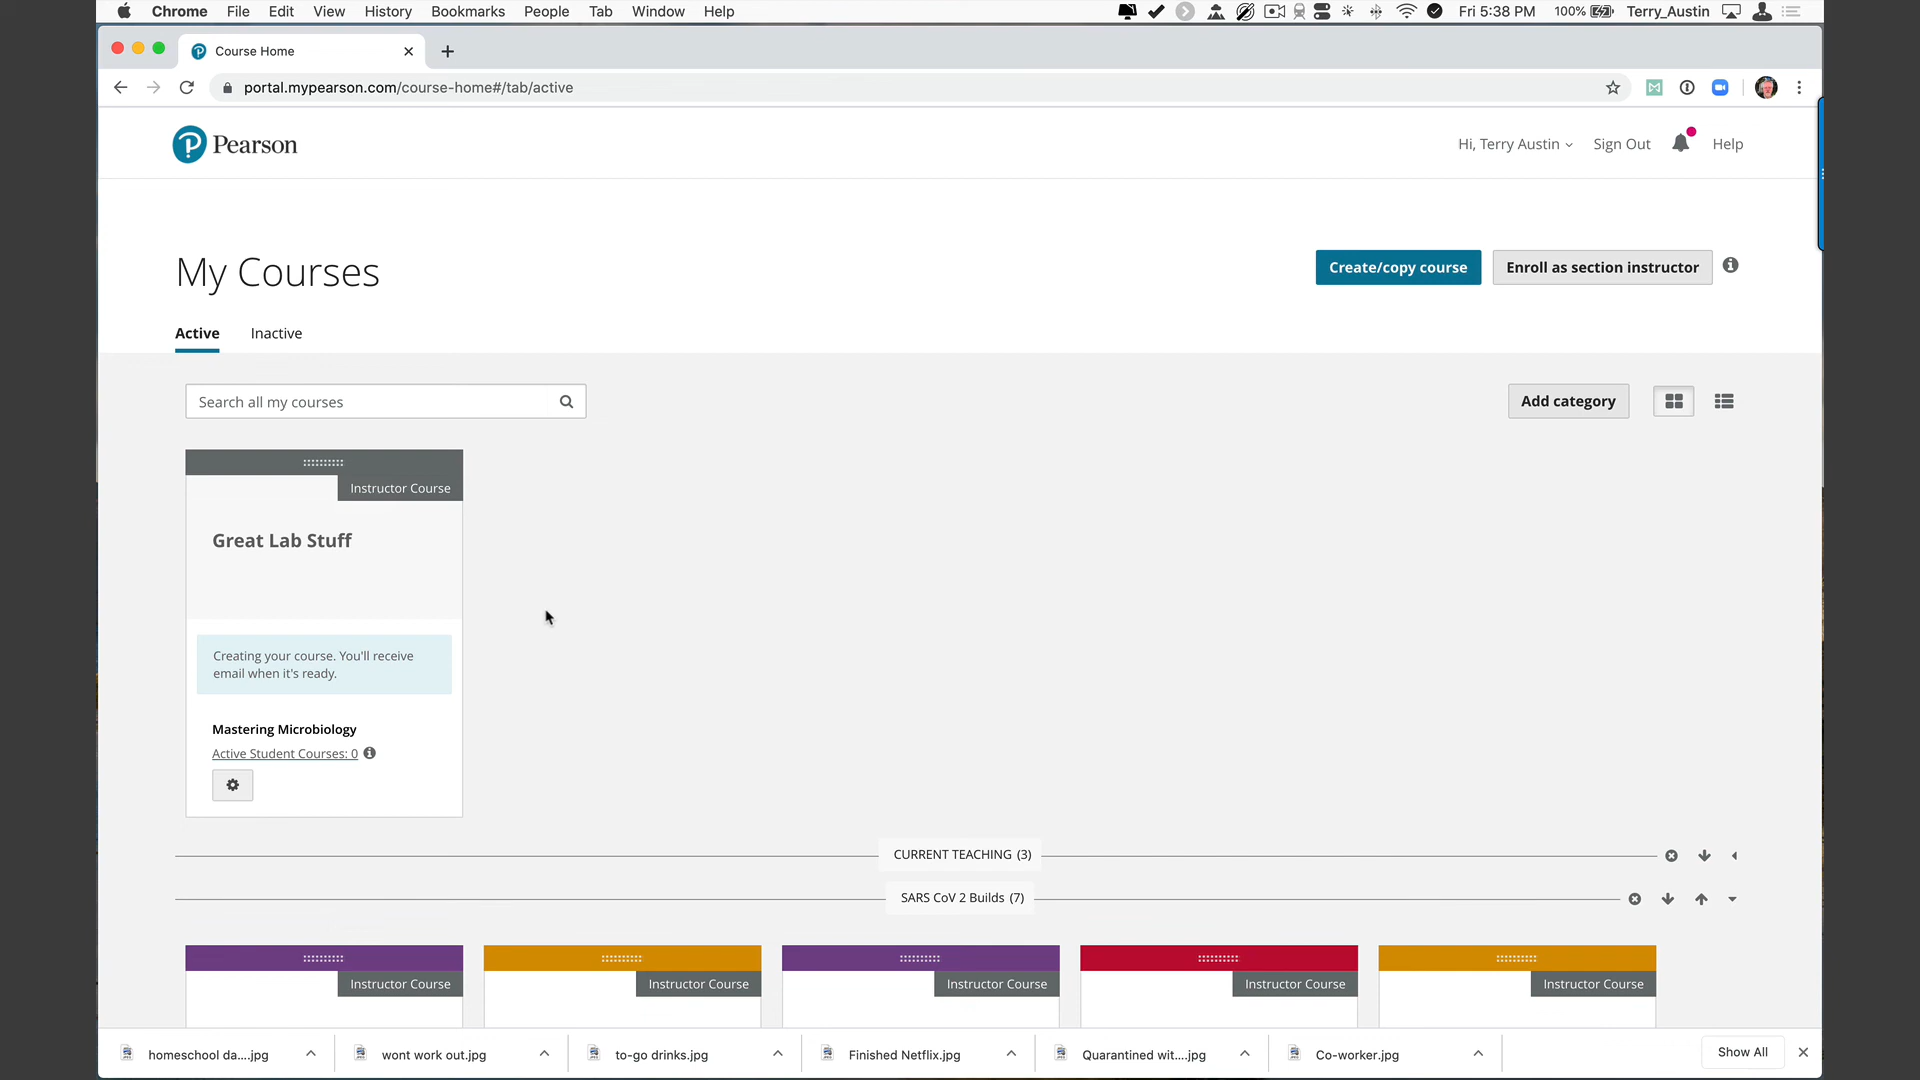 Chrome File Edit View History Bookmarks People Tab Window Help Fri 5:38 PM 100% Terry_Austin
Course Home
portal.mypearson.com/course-home#/tab/active
Pearson Hi, Terry Austin Sign Out Help
My Courses Create/copy course Enroll as section instructor
Active Inactive
Search all my courses Add category
Instructor Course
Great Lab Stuff
Creating your course. You'll receive
email when it's ready.
Mastering Microbiology
Active Student Courses: 0
CURRENT TEACHING (3)
SARS CoV 2 Builds (7)
Instructor Course Instructor Course Instructor Course Instructor Course Instructor Course
homeschool da....jpg wont work out.jpg to-go drinks.jpg Finished Netflix.jpg Quarantined wit....jpg Co-worker.jpg Show All